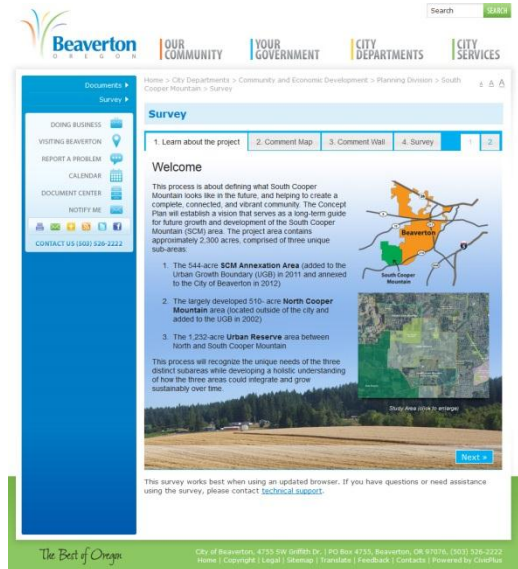 Search
SEARCH
Beaverton
OREGON
OUR COMMUNITY
YOUR GOVERNMENT
CITY DEPARTMENTS
CITY SERVICES
Documents
Survey
DOING BUSINESS
VISITING BEAVERTON
REPORT A PROBLEM
CALENDAR
DOCUMENT CENTER
NOTIFY ME
CONTACT US (503) 526-2222
Home > City Departments > Community and Economic Development > Planning Division > South
Cooper Mountain > Survey
Survey
1. Learn about the project
2. Comment Map
3. Comment Wall
4. Survey
1
2
Welcome
This process is about defining what South Cooper
Mountain looks like in the future, and helping to create a
complete, connected, and vibrant community. The Concept
Plan will establish a vision that serves as a long-term guide
for future growth and development of the South Cooper
Mountain (SCM) area. The project area contains
approximately 2,300 acres, comprised of three unique
sub-areas:
1. The 544-acre SCM Annexation Area (added to the
Urban Growth Boundary (UGB) in 2011 and annexed
to the City of Beaverton in 2012)
2. The largely developed 510- acre North Cooper
Mountain area (located outside of the city and
added to the UGB in 2002)
3. The 1,232-acre Urban Reserve area between
North and South Cooper Mountain
This process will recognize the unique needs of the three
distinct subareas while developing a holistic understanding
of how the three areas could integrate and grow
sustainably over time.
Beaverton
South Cooper
Mountain
Study Area (click to enlarge)
Next »
This survey works best when using an updated browser. If you have questions or need assistance
using the survey, please contact technical support.
The Best of Oregon
City of Beaverton, 4755 SW Griffith Dr. | PO Box 4755, Beaverton, OR 97076, (503) 526-2222
Home | Copyright | Legal | Sitemap | Translate | Feedback | Contacts | Powered by CivicPlus